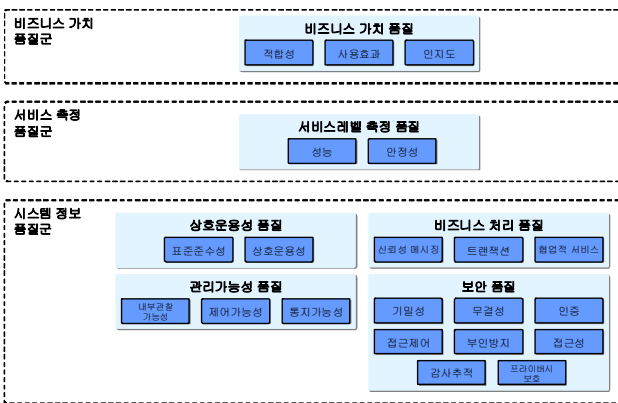 비즈니스 가치
품질군
비즈니스 가치 품질
적합성
사용효과
인지도
서비스 측정
품질군
서비스레벨 측정 품질
성능
안정성
시스템 정보
품질군
상호운용성 품질
표준준수성
상호운용성
비즈니스 처리 품질
신뢰성 메시징
트랜잭션
협업적 서비스
관리가능성 품질
내부관찰
가능성
제어가능성
통지가능성
보안 품질
기밀성
무결성
인증
접근제어
부인방지
접근성
감사추적
프라이버시
보호